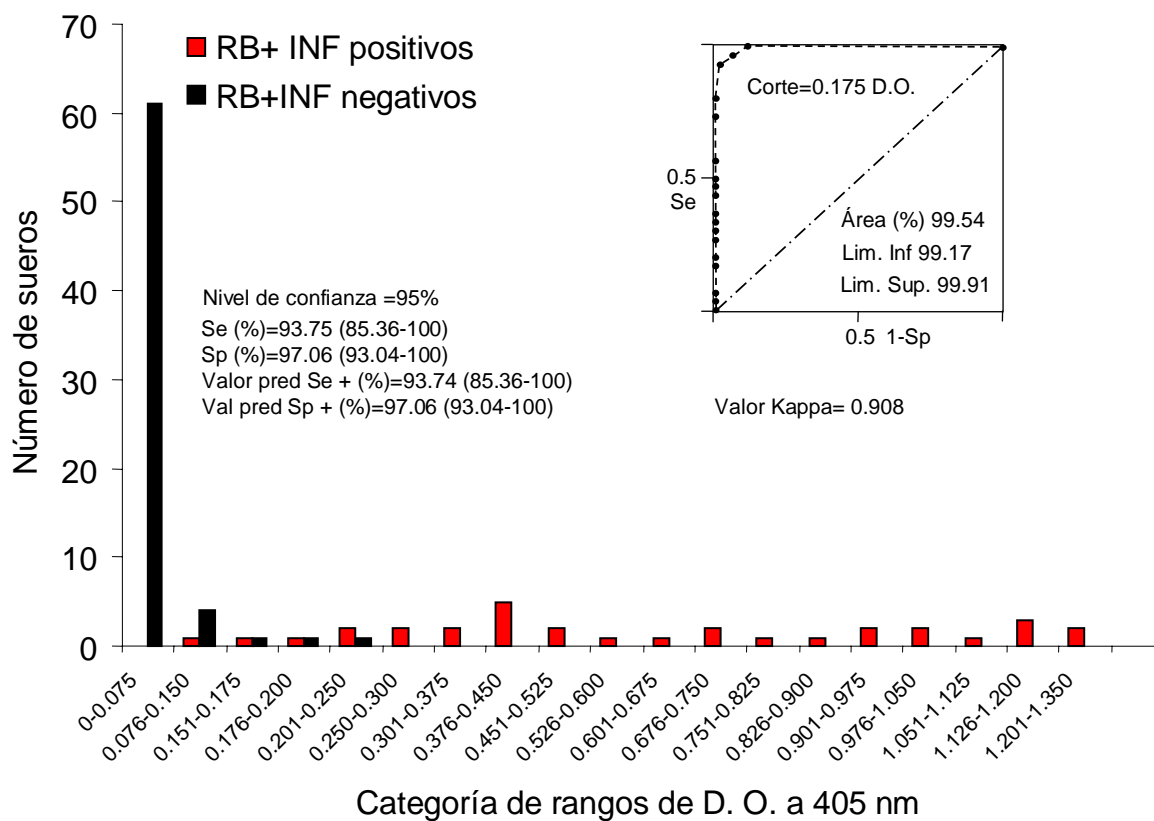 70
60
50
40
30
20
10
0
Número de sueros
RB+ INF positivos
RB+INF negativos
Nivel de confianza =95%
Se (%)=93.75 (85.36-100)
Sp (%)=97.06 (93.04-100)
Valor pred Se + (%)=93.74 (85.36-100)
Val pred Sp + (%)=97.06 (93.04-100)
Corte=0.175 D.O.
0.5
Se
Área (%) 99.54
Lim. Inf 99.17
Lim. Sup. 99.91
0.5 1-Sp
Valor Kappa= 0.908
0-0.075
0.076-0.150
0.151-0.175
0.176-0.200
0.201-0.250
0.250-0.300
0.301-0.375
0.376-0.450
0.451-0.525
0.526-0.600
0.601-0.675
0.676-0.750
0.751-0.825
0.826-0.900
0.901-0.975
0.976-1.050
1.051-1.125
1.126-1.200
1.201-1.350
Categoría de rangos de D. O. a 405 nm